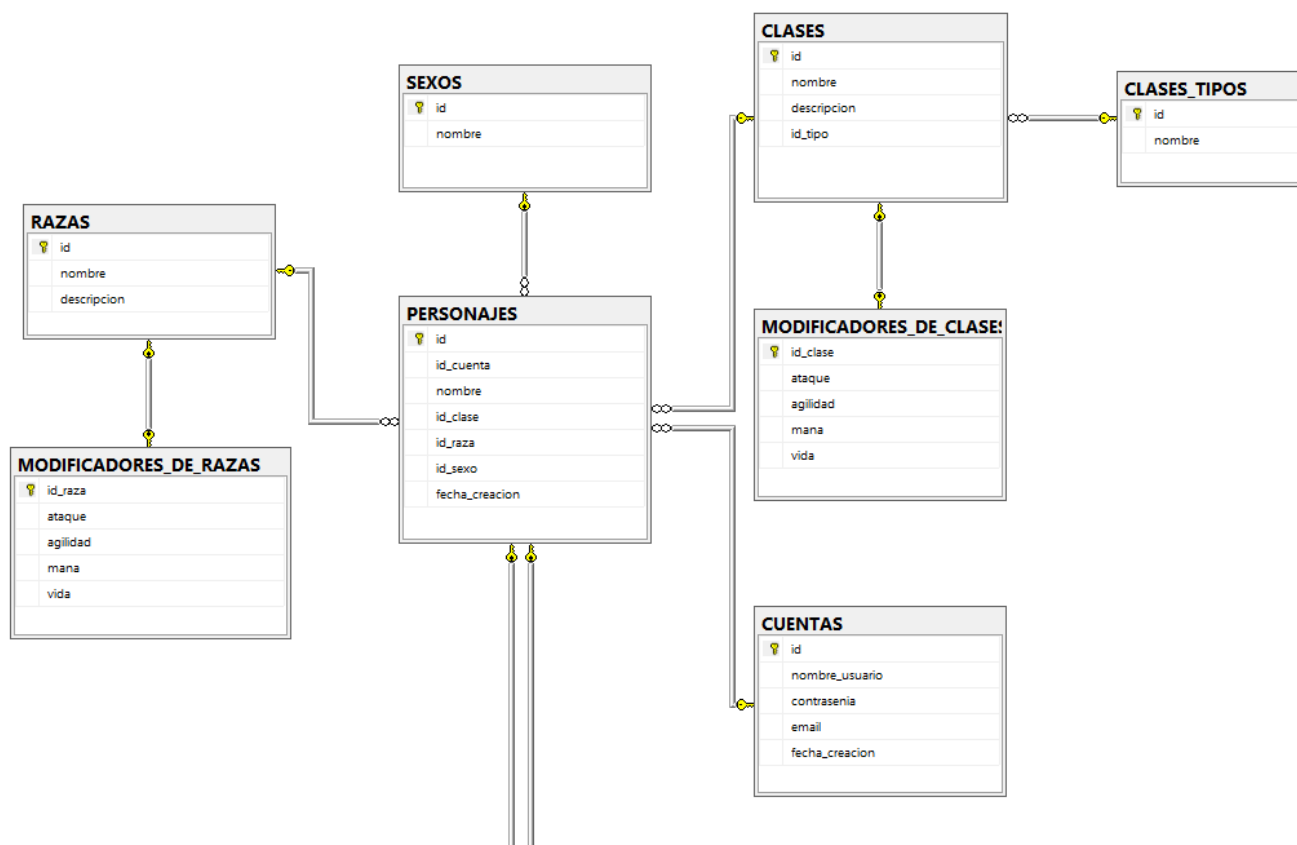 CLASES
id
nombre
descripcion
id_tipo
SEXOS
id
nombre
CLASES_TIPOS
id
nombre
RAZAS
id
nombre
descripcion
PERSONAJES
id
id_cuenta
nombre
id_clase
id_raza
id_sexo
fecha_creacion
MODIFICADORES_DE_CLASES
id_clase
ataque
agilidad
mana
vida
MODIFICADORES_DE_RAZAS
id_raza
ataque
agilidad
mana
vida
CUENTAS
id
nombre_usuario
contrasenia
email
fecha_creacion